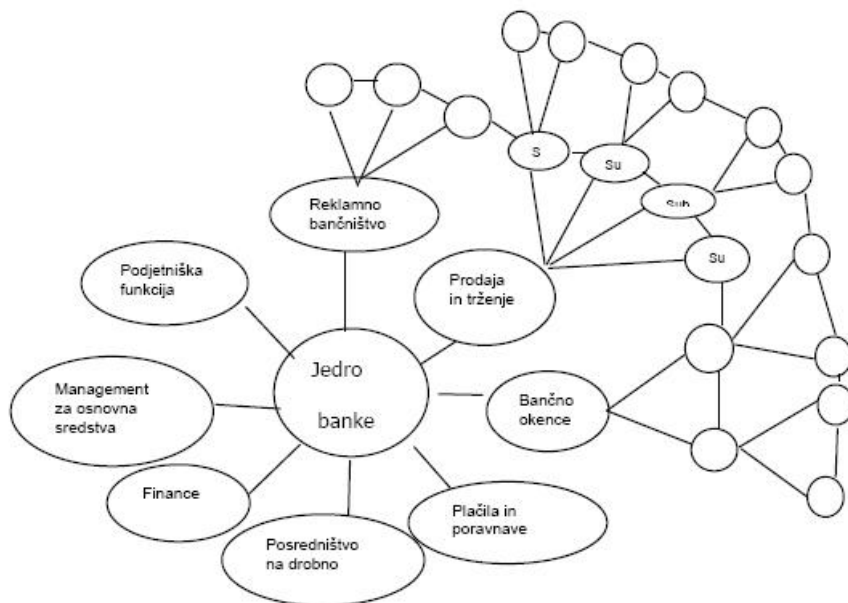 S
Su
Sub
Su
Reklamno
bančništvo
Podjetniška
funkcija
Prodaja
in trženje
Jedro
banke
Management
za osnovna
sredstva
Bančno
okence
Finance
Plačila in
poravnave
Posredništvo
na drobno